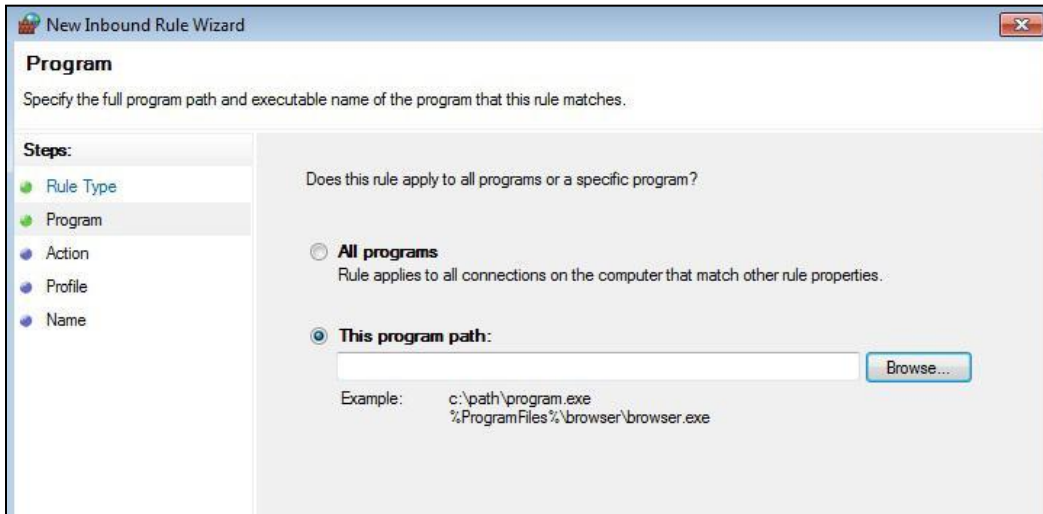 New Inbound Rule Wizard
Program
Specify the full program path and executable name of the program that this rule matches.
Steps:
Rule Type
Program
Action
Profile
Name
Does this rule apply to all programs or a specific program?
All programs
Rule applies to all connections on the computer that match other rule properties.
This program path:
Browse...
Example: c:\path\program.exe
%ProgramFiles%\browser\browser.exe